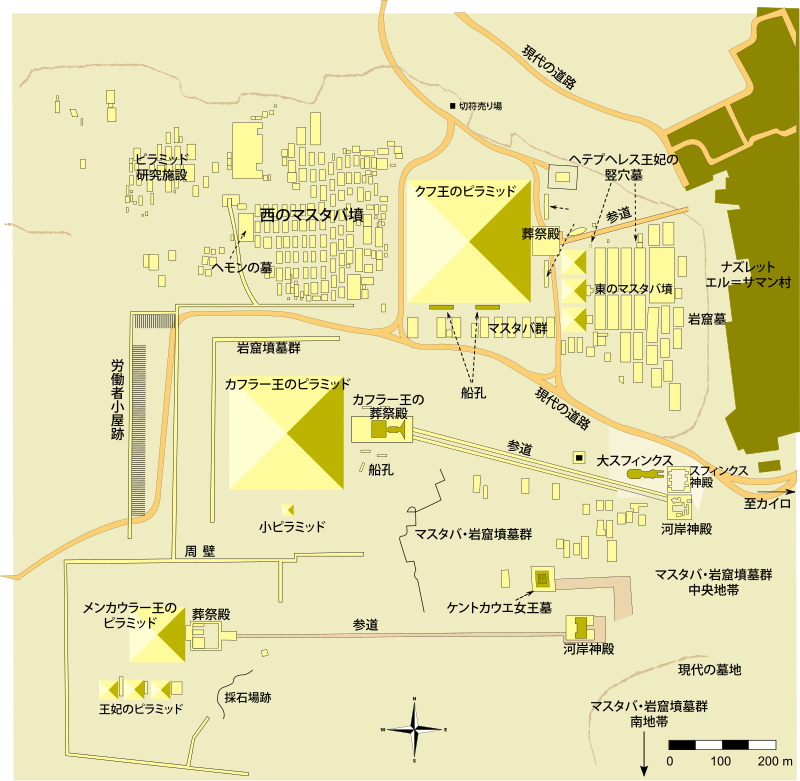 現代の道路
切符売り場
ピラミッド
研究施設
ヘテプヘレス王妃の
竪穴墓
クフ王のピラミッド
西のマスタバ墳
参道
葬祭殿
ヘモンの墓
ナズレット
エル＝サマン村
東のマスタバ墳
岩窟墓
マスタバ群
岩窟墳墓群
労働者小屋跡
カフラー王のピラミッド
船孔
カフラー王の
葬祭殿
現代の道路
参道
船孔
大スフィンクス
スフィンクス
神殿
至カイロ
小ピラミッド
河岸神殿
マスタバ・岩窟墳墓群
周壁
マスタバ・岩窟墳墓群
中央地帯
メンカウラー王の
ピラミッド
葬祭殿
ケントカウエ女王墓
参道
河岸神殿
現代の墓地
採石場跡
王妃のピラミッド
マスタバ・岩窟墳墓群
南地帯
N
W
E
S
0 100 200 m